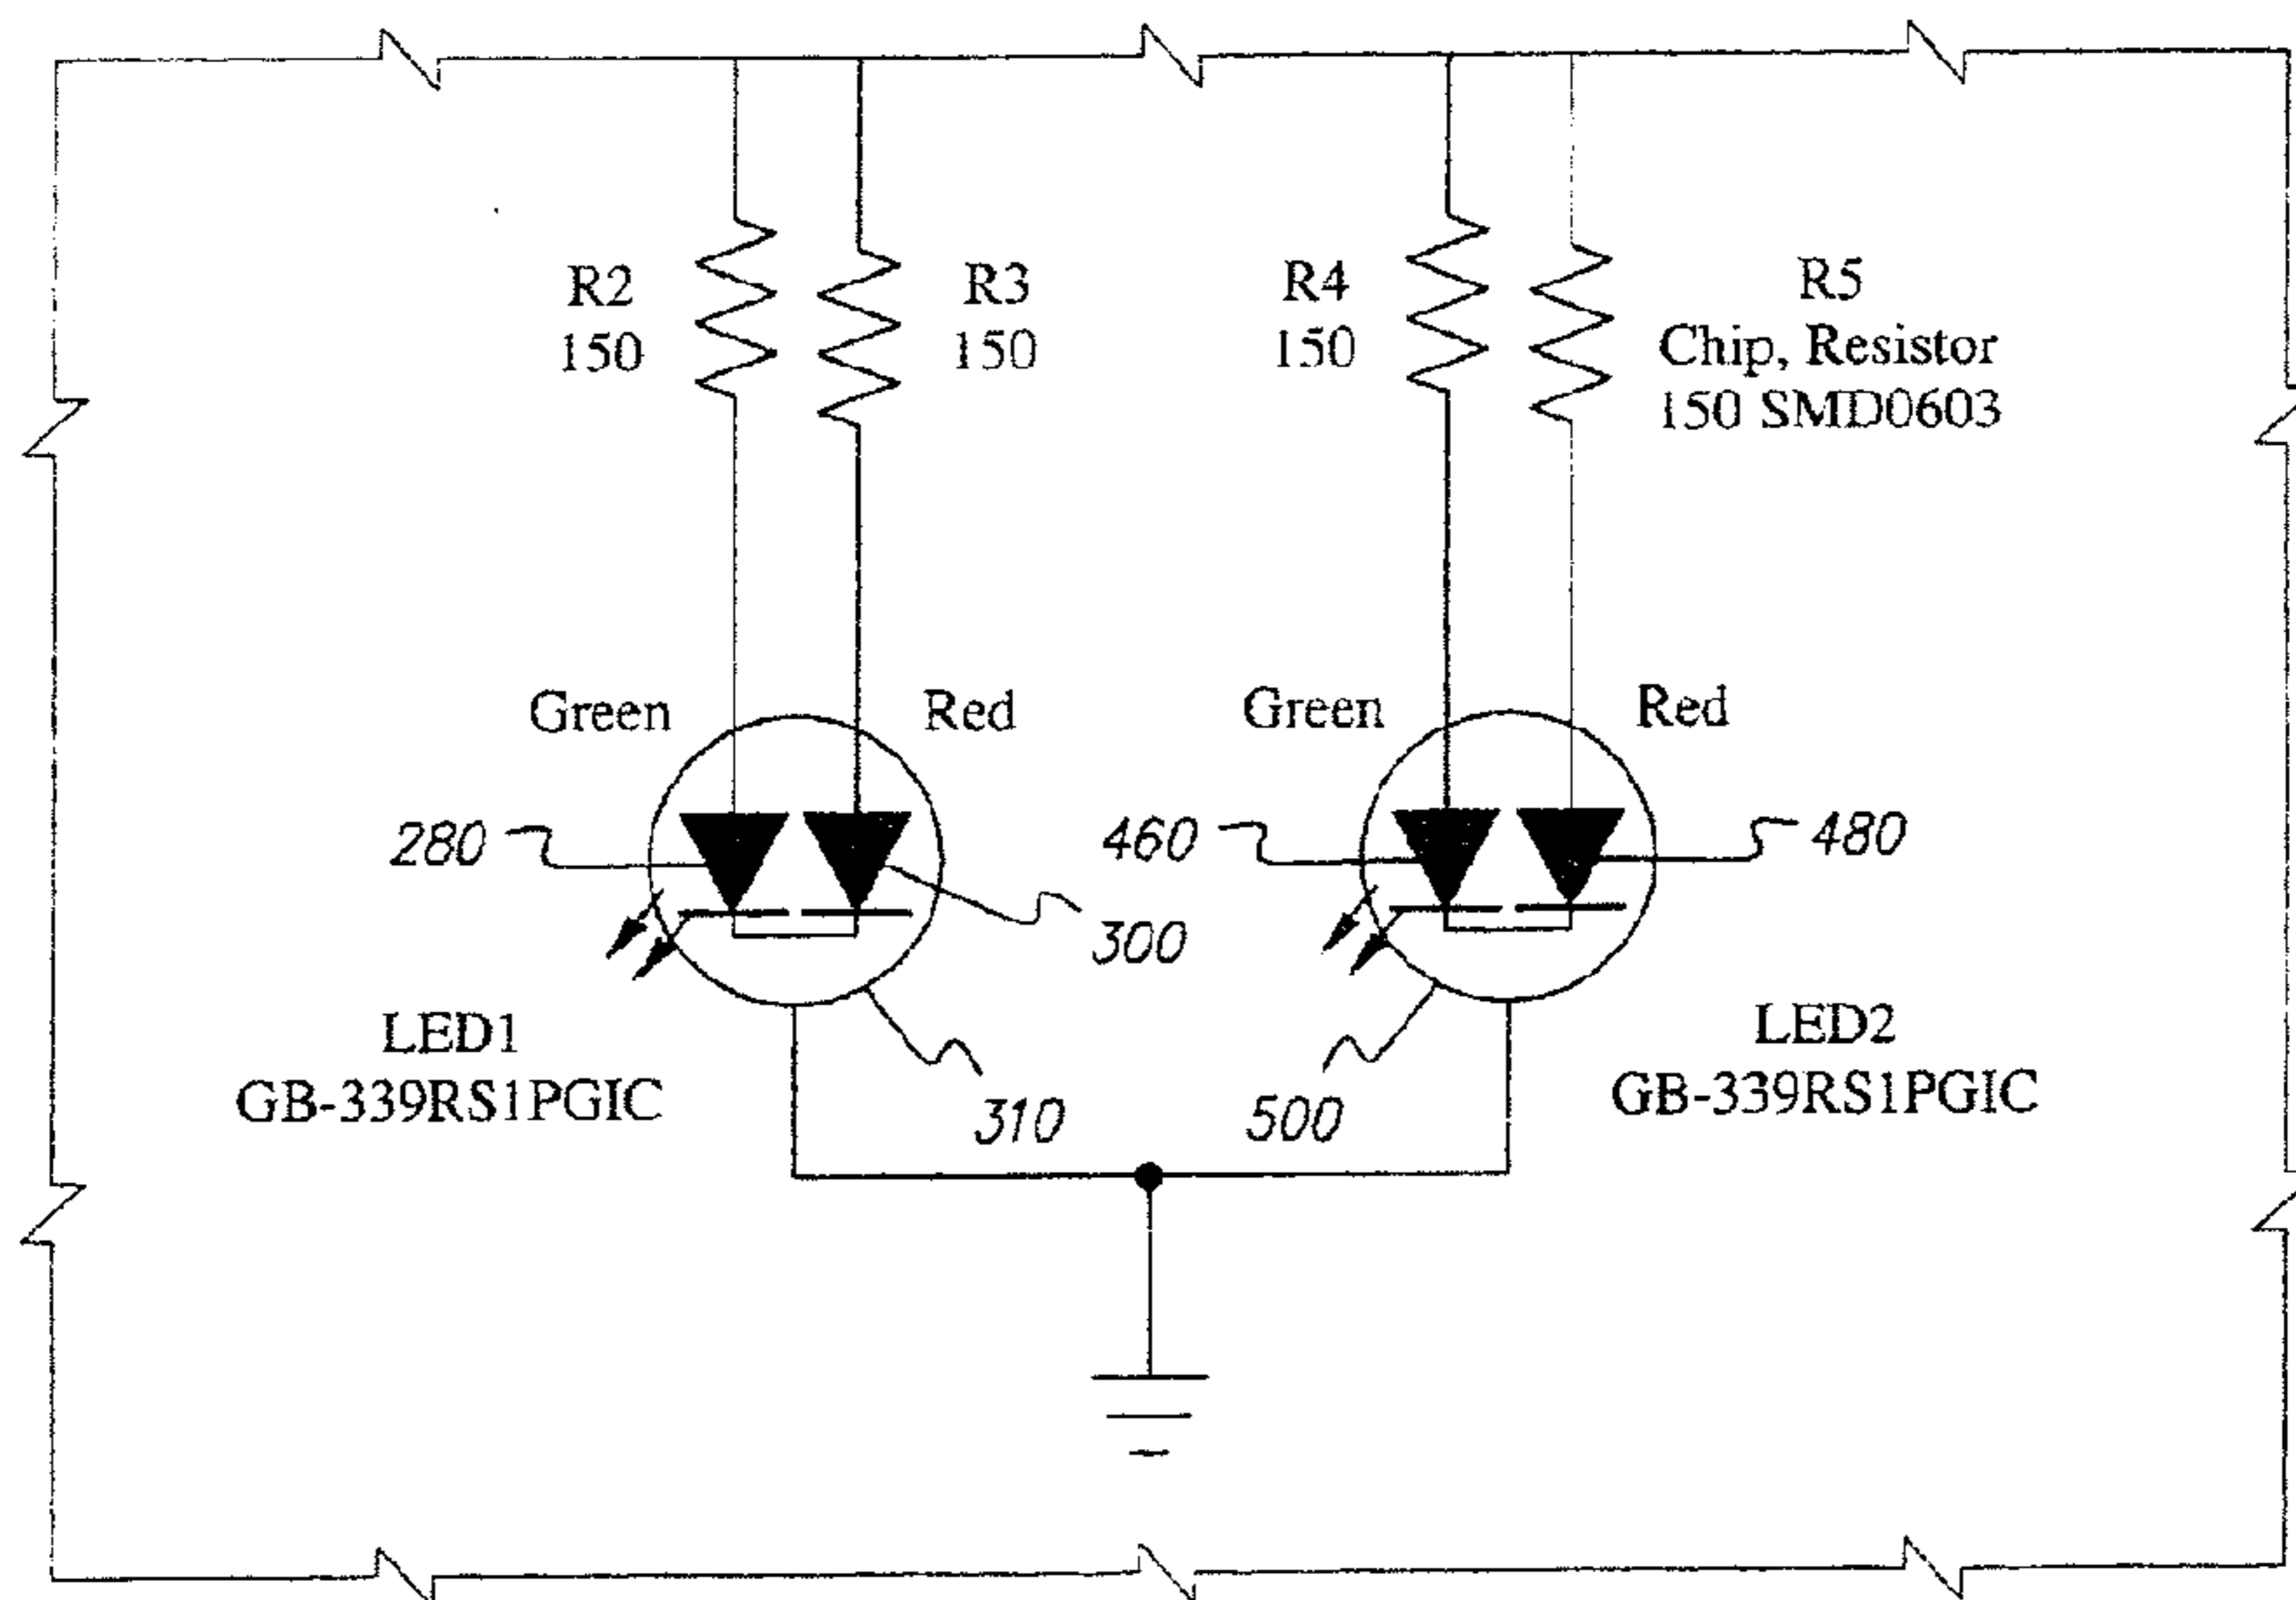 R2
150
R3
150
R4
150
R5
Chip, Resistor
150 SMD0603
Green
Red
Green
Red
280
300
460
480
LED1
GB-339RS1PGIC
310
500
LED2
GB-339RS1PGIC